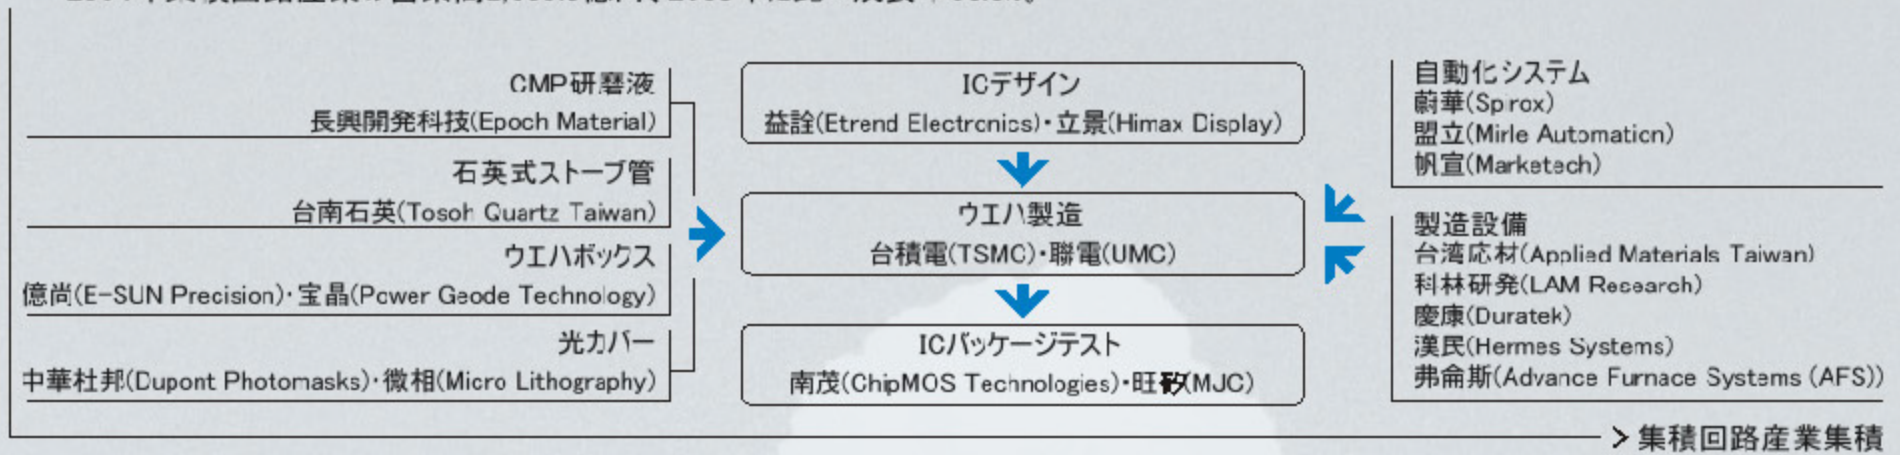 CMP研磨液
長興開発科技(Epoch Material)
石英式ストーブ管
台南石英(Tosoh Quartz Taiwan)
ウエハボックス
億尚(E-SUN Precision)・宝晶(Power Geode Technology)
光カバー
中華杜邦(Dupont Photomasks)・微相(Micro Lithography)
ICデザイン
益詮(Etrend Electronics)・立景(Himax Display)
ウエハ製造
台積電(TSMC)・聯電(UMC)
ICパッケージテスト
南茂(ChipMOS Technologies)・旺矽(MJC)
自動化システム
蔚華(Spirox)
盟立(Mirle Automation)
帆宣(Marketech)
製造設備
台湾応材(Applied Materials Taiwan)
科林研発(LAM Research)
慶康(Duratek)
漢民(Hermes Systems)
弗侖斯(Advance Furnace Systems (AFS))
> 集積回路産業集積